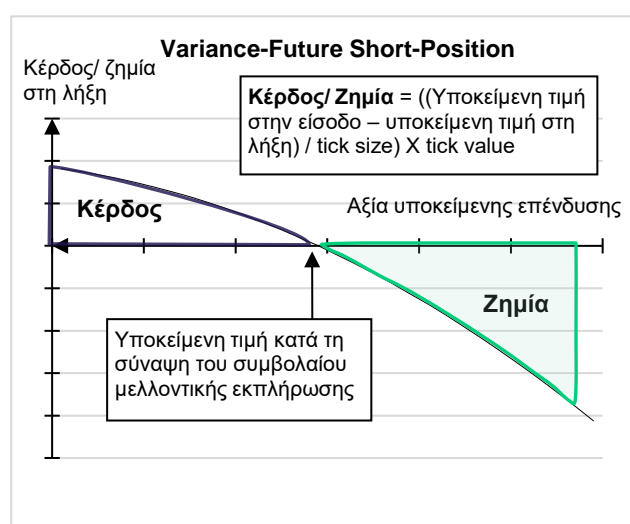 Variance-Future Short-Position
Κέρδος/ ζημία
στη λήξη
Κέρδος/ Ζημία = ((Υποκείμενη τιμή
στην είσοδο – υποκείμενη τιμή στη
λήξη) / tick size) X tick value
Κέρδος
Αξία υποκείμενης επένδυσης
Ζημία
Υποκείμενη τιμή κατά τη
σύναψη του συμβολαίου
μελλοντικής εκπλήρωσης